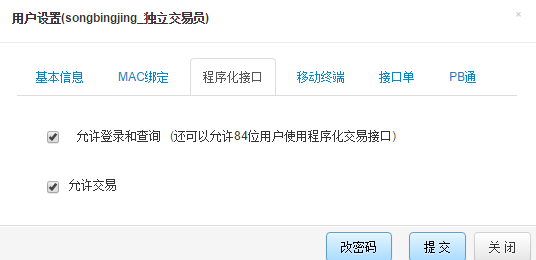 用户设置(songbingjing_独立交易员)
×
基本信息 MAC绑定 程序化接口 移动终端 接口单 PB通
允许登录和查询 (还可以允许84位用户使用程序化交易接口)
允许交易
改密码 提交 关闭